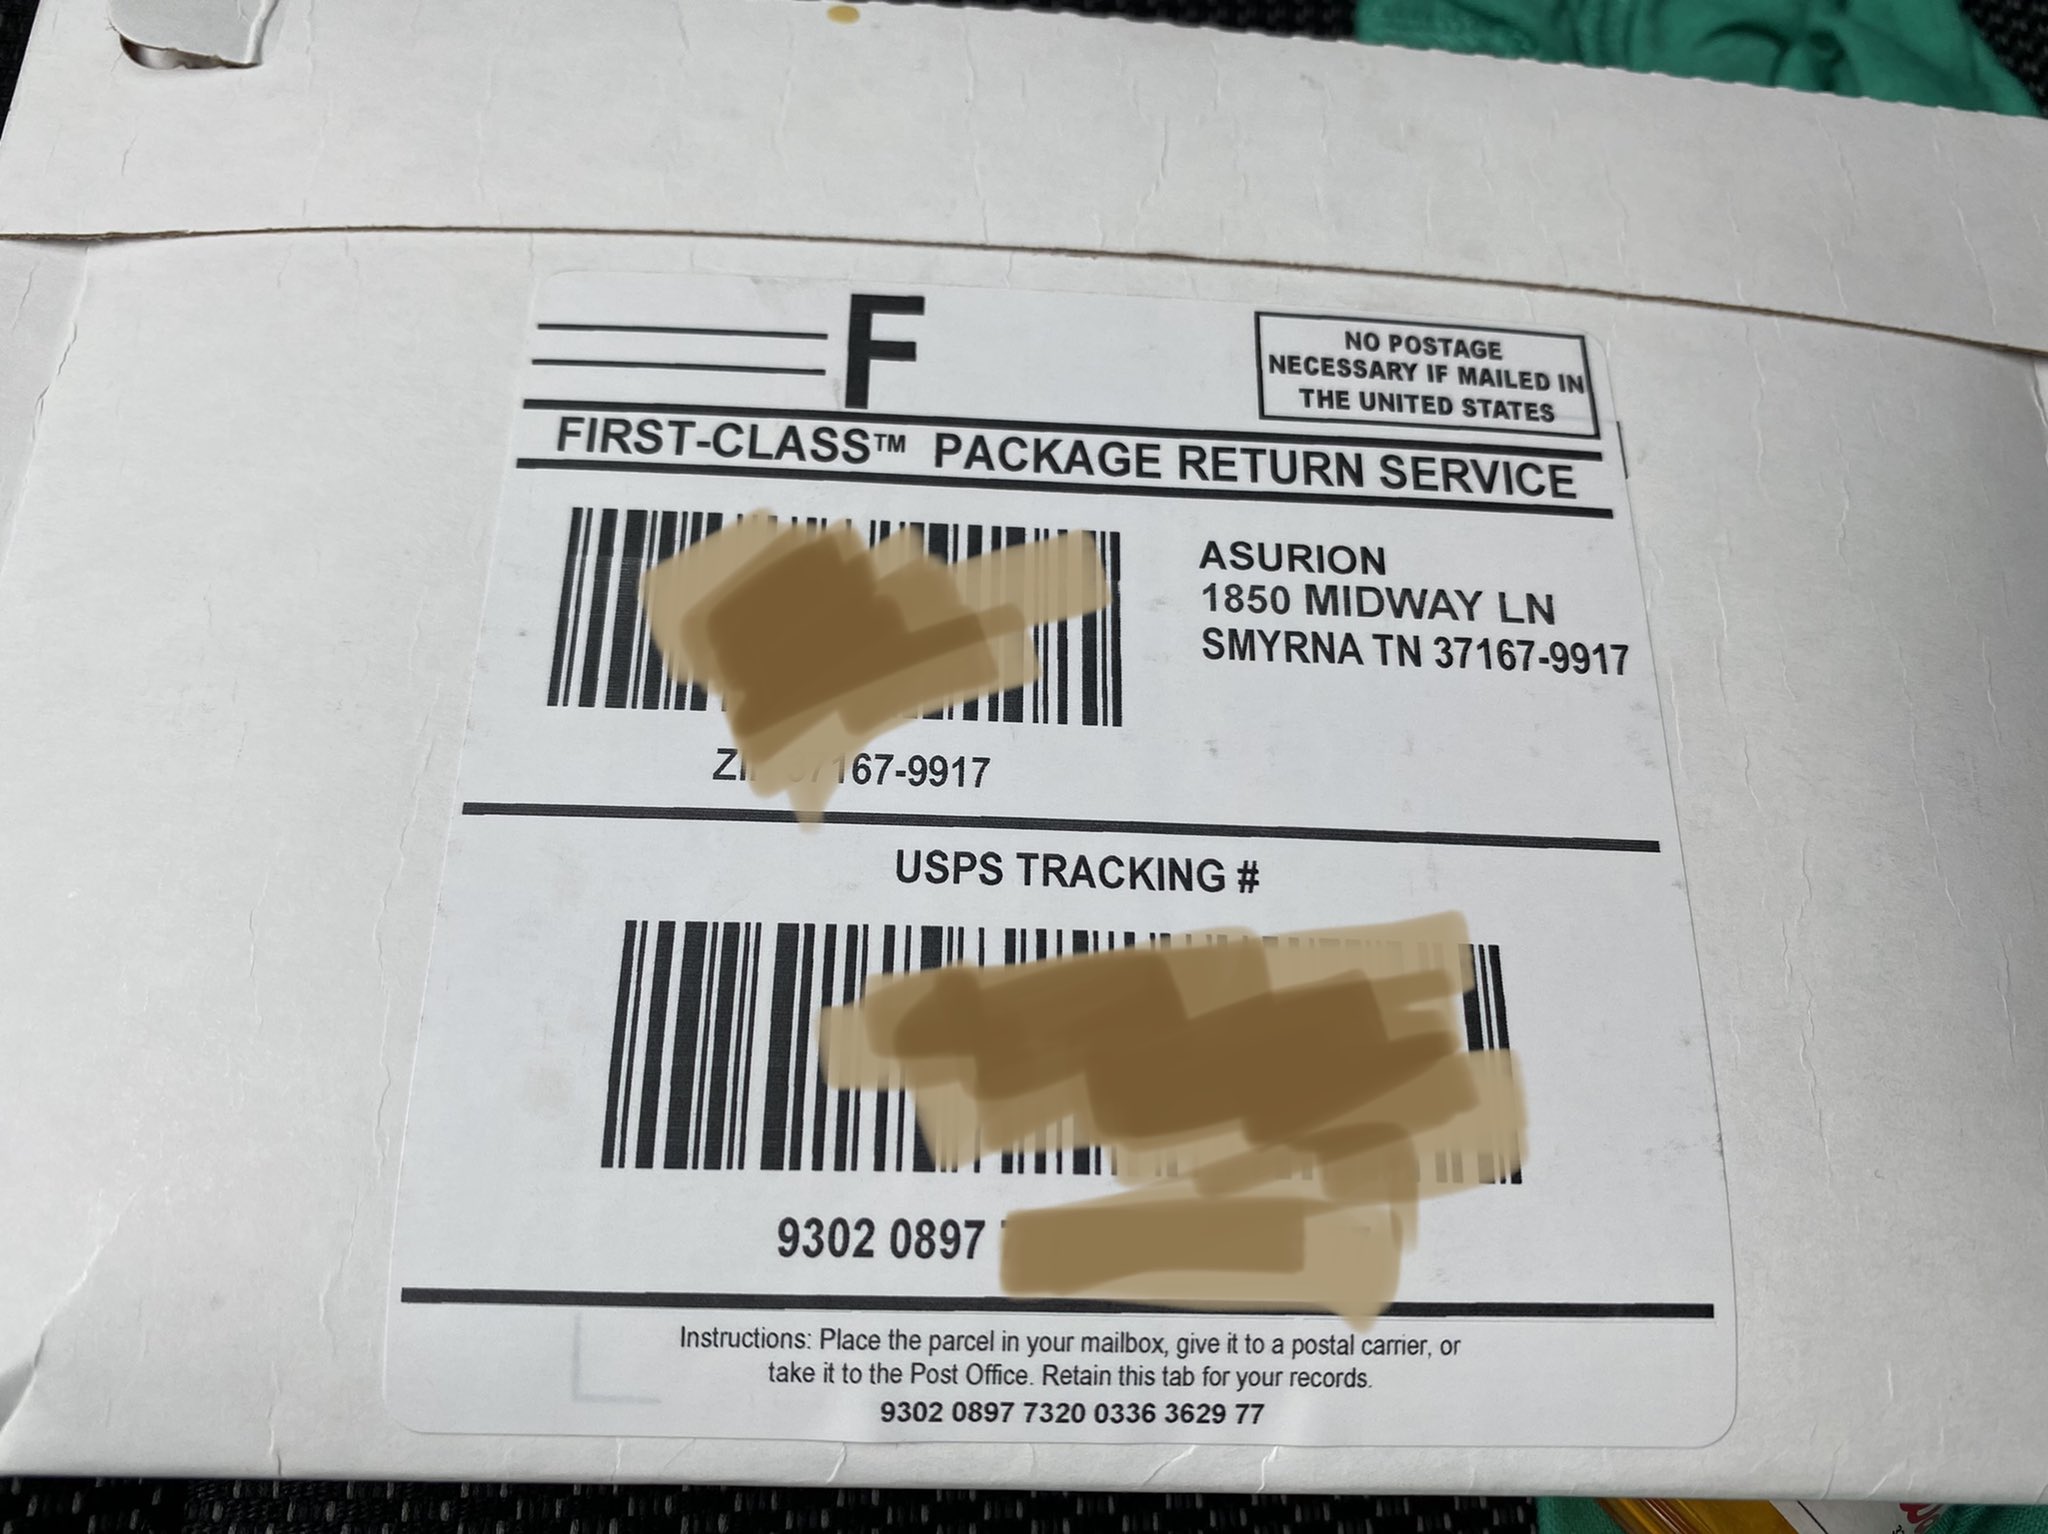 F
NO POSTAGE
NECESSARY IF MAILED IN
THE UNITED STATES
FIRST-CLASS™ PACKAGE RETURN SERVICE
ASURION
1850 MIDWAY LN
SMYRNA TN 37167-9917
67-9917
USPS TRACKING #
9302 0897
Instructions: Place the parcel in your mailbox, give it to a postal carrier, or
take it to the Post Office. Retain this tab for your records.
9302 0897 7320 0336 3629 77